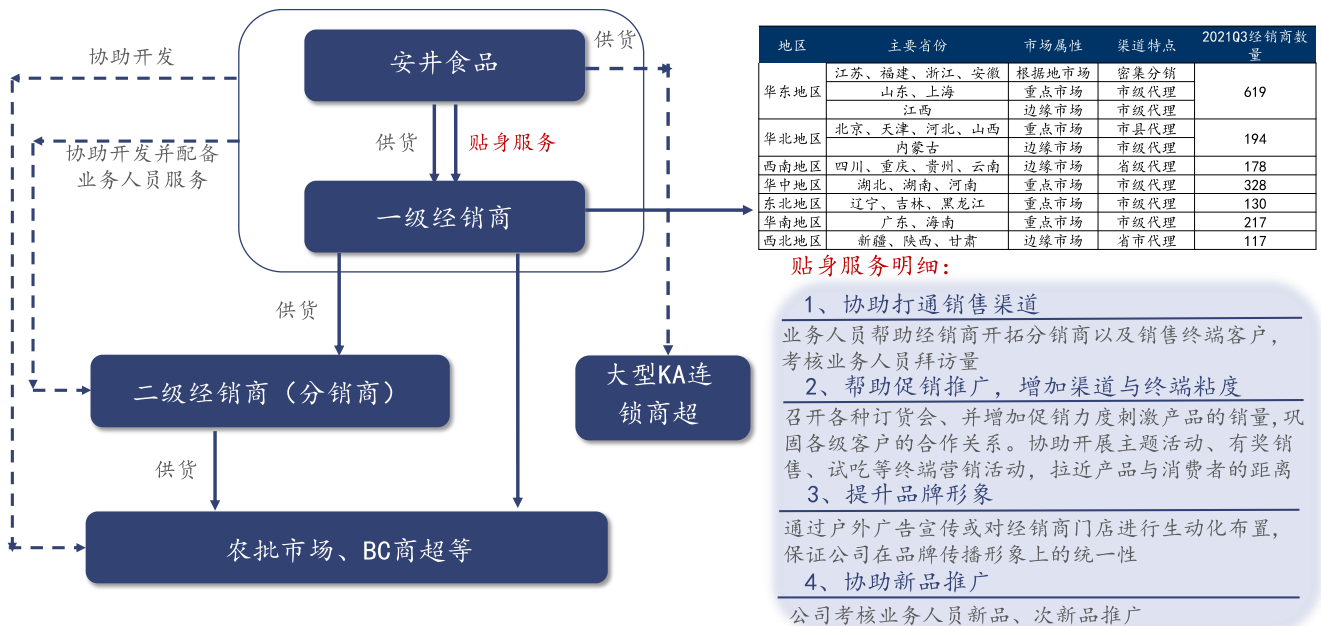 协助开发
供货
安井食品
供货
贴身服务
协助开发并配备
业务人员服务
一级经销商
供货
二级经销商（分销商）
大型KA连
锁商超
供货
农批市场、BC商超等
地区 主要省份 市场属性 渠道特点 2021Q3经销商数
量
华东地区 江苏、福建、浙江、安徽 根据地市场 密集分销 619
山东、上海 重点市场 市级代理
江西 边缘市场 市级代理
华北地区 北京、天津、河北、山西 重点市场 市县代理 194
内蒙古 边缘市场 市级代理
西南地区 四川、重庆、贵州、云南 边缘市场 省级代理 178
华中地区 湖北、湖南、河南 重点市场 市级代理 328
东北地区 辽宁、吉林、黑龙江 重点市场 市级代理 130
华南地区 广东、海南 重点市场 市级代理 217
西北地区 新疆、陕西、甘肃 边缘市场 省市代理 117
贴身服务明细：
1、协助打通销售渠道
业务人员帮助经销商开拓分销商以及销售终端客户，
考核业务人员拜访量
2、帮助促销推广，增加渠道与终端粘度
召开各种订货会、并增加促销力度刺激产品的销量,巩
固各级客户的合作关系。协助开展主题活动、有奖销
售、试吃等终端营销活动，拉近产品与消费者的距离
3、提升品牌形象
通过户外广告宣传或对经销商门店进行生动化布置，
保证公司在品牌传播形象上的统一性
4、协助新品推广
公司考核业务人员新品、次新品推广